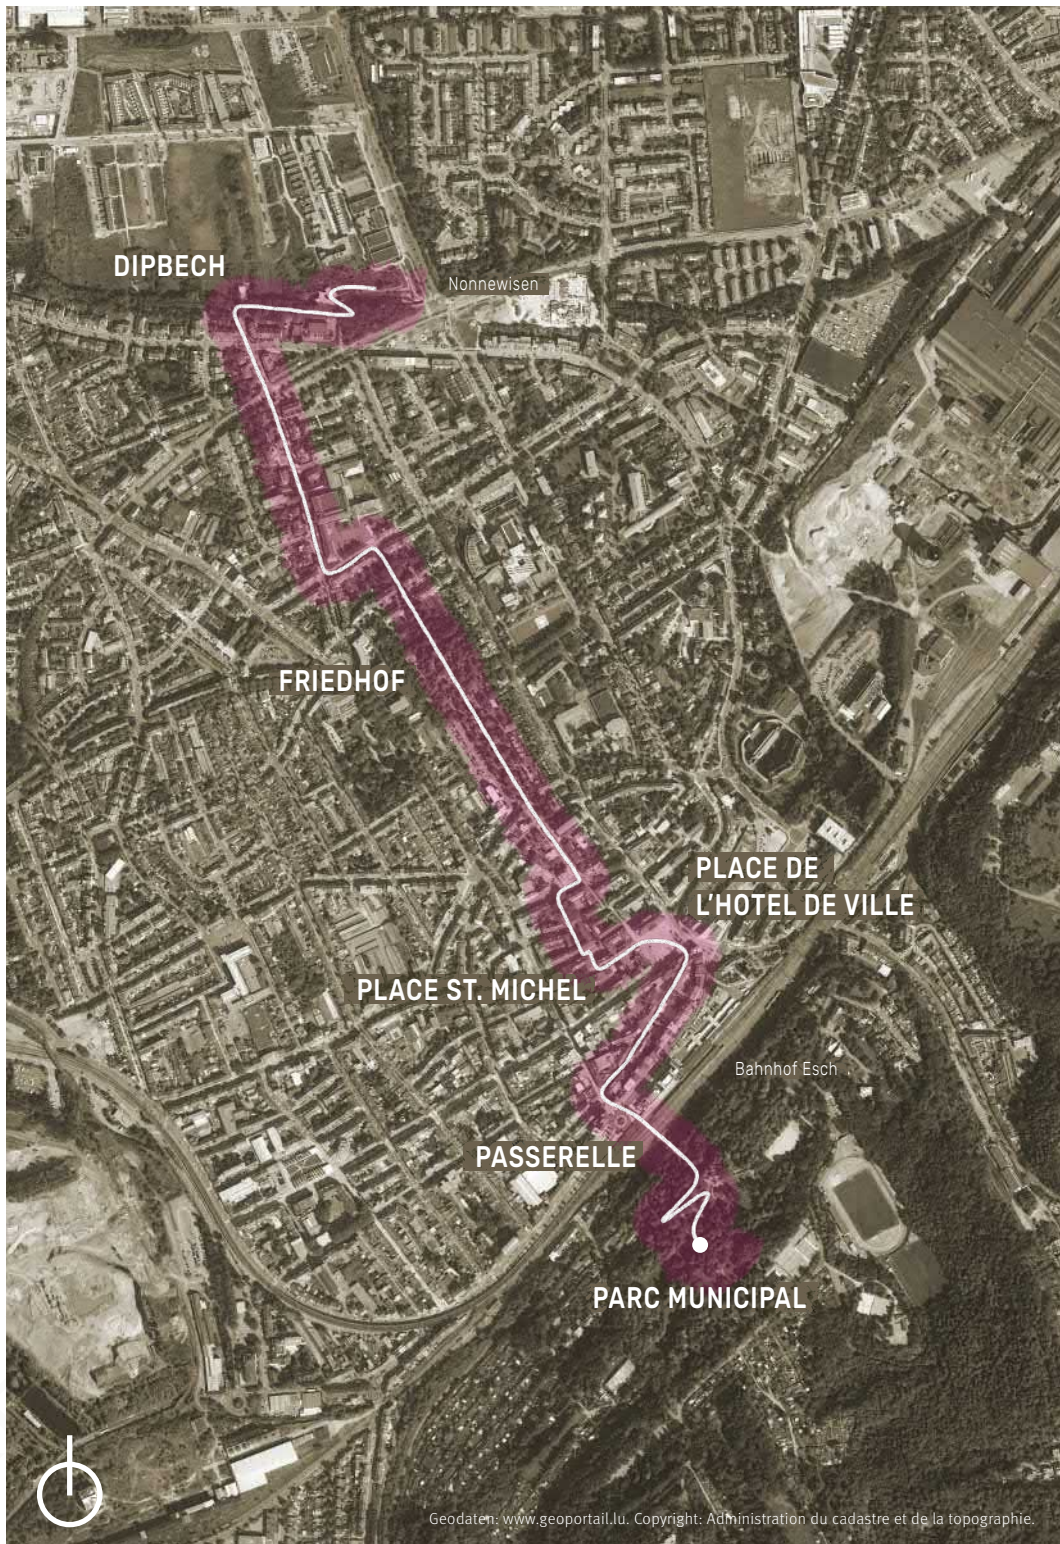 DIPBECH
Nonnewisen
FRIEDHOF
PLACE DE
L'HOTEL DE VILLE
PLACE ST. MICHEL
Bahnhof Esch
PASSERELLE
PARC MUNICIPAL
Geodaten: www.geoportail.lu. Copyright: Administration du cadastre et de la topographie.